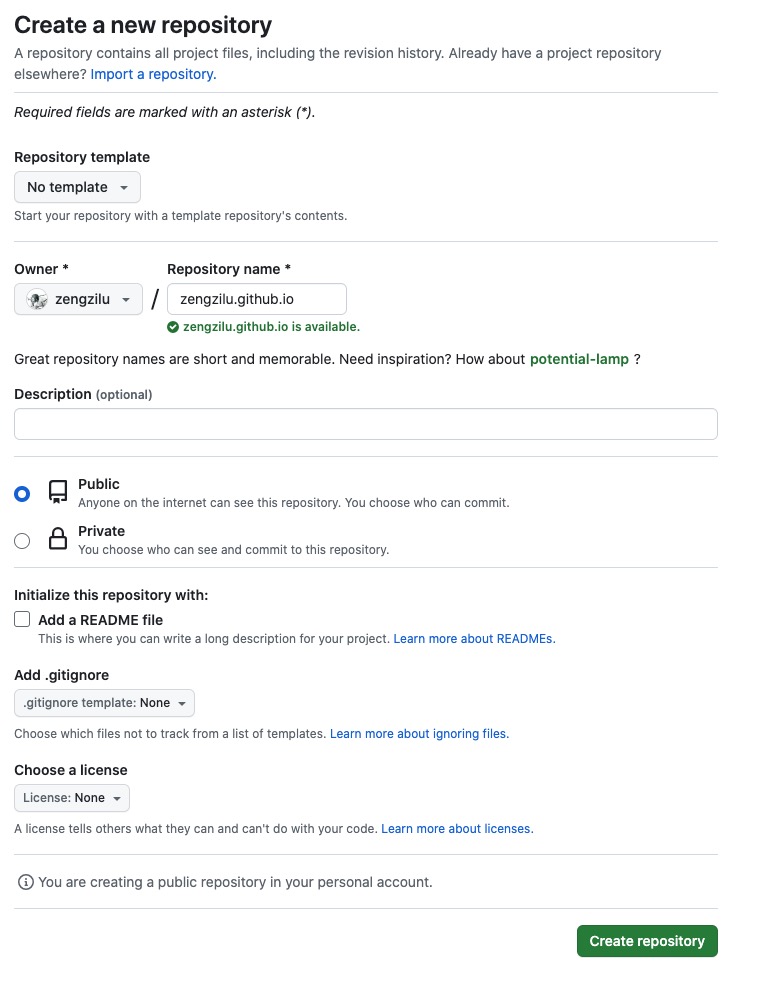 Create a new repository
A repository contains all project files, including the revision history. Already have a project repository
elsewhere? Import a repository.
Required fields are marked with an asterisk (*).
Repository template
No template
Start your repository with a template repository's contents.
Owner *
Repository name *
zengzilu
/
zengzilu.github.io
zengzilu.github.io is available.
Great repository names are short and memorable. Need inspiration? How about potential-lamp ?
Description (optional)
Public
Anyone on the internet can see this repository. You choose who can commit.
Private
You choose who can see and commit to this repository.
Initialize this repository with:
Add a README file
This is where you can write a long description for your project. Learn more about READMEs.
Add .gitignore
.gitignore template: None
Choose which files not to track from a list of templates. Learn more about ignoring files.
Choose a license
License: None
A license tells others what they can and can't do with your code. Learn more about licenses.
You are creating a public repository in your personal account.
Create repository